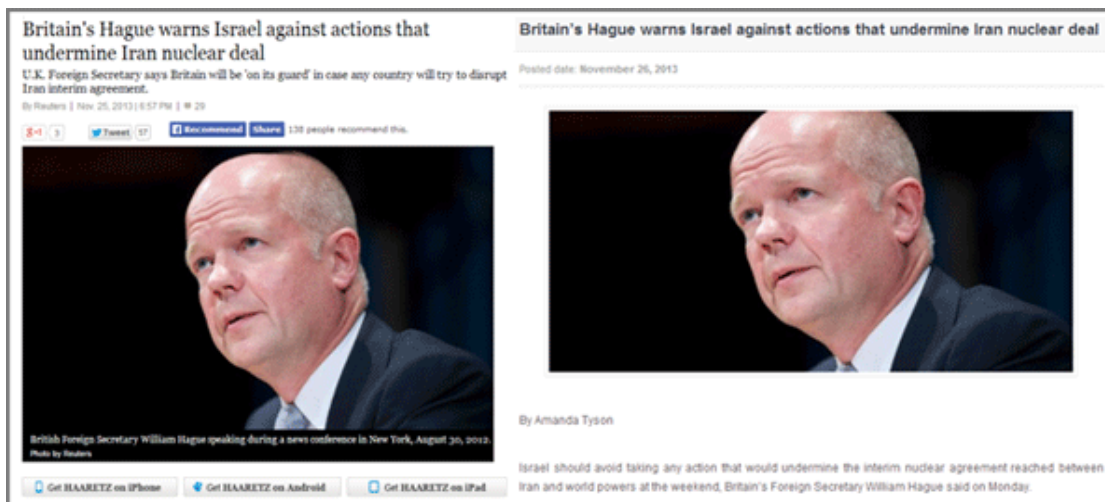 Britain's Hague warns Israel against actions that
undermine Iran nuclear deal
U.K. Foreign Secretary says Britain will be 'on its guard' in case any country will try to disrupt
Iran interim agreement.
By Reuters | Nov. 25, 2013 | 6:57 PM | 29
g+1 3 Tweet 57 Recommend Share 138 people recommend this.
British Foreign Secretary William Hague speaking during a news conference in New York, August 30, 2012.
Photo by Reuters
Get HAARETZ on iPhone Get HAARETZ on Android Get HAARETZ on iPad
Britain's Hague warns Israel against actions that undermine Iran nuclear deal
Posted date: November 26, 2013
By Amanda Tyson
Israel should avoid taking any action that would undermine the interim nuclear agreement reached between
Iran and world powers at the weekend, Britain's Foreign Secretary William Hague said on Monday.